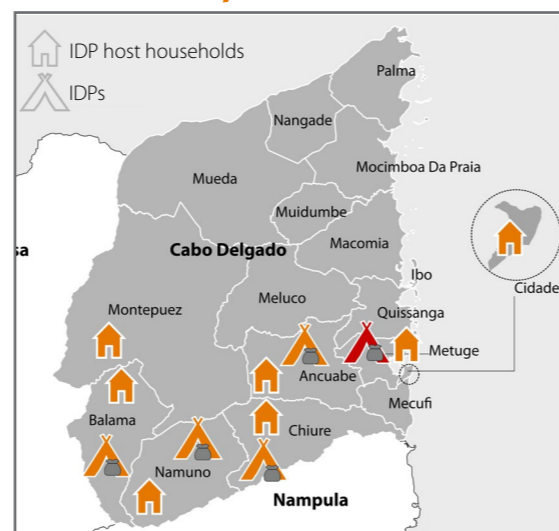 IDP host households
IDPs
Palma
Nangade
Mocimboa Da Praia
Mueda
Muidumbe
Macomia
sa
Cabo Delgado
Ibo
Cidade
Meluco
Quissanga
Montepuez
Metuge
Ancuabe
Mecufi
Balama
Chiure
Namuno
Nampula